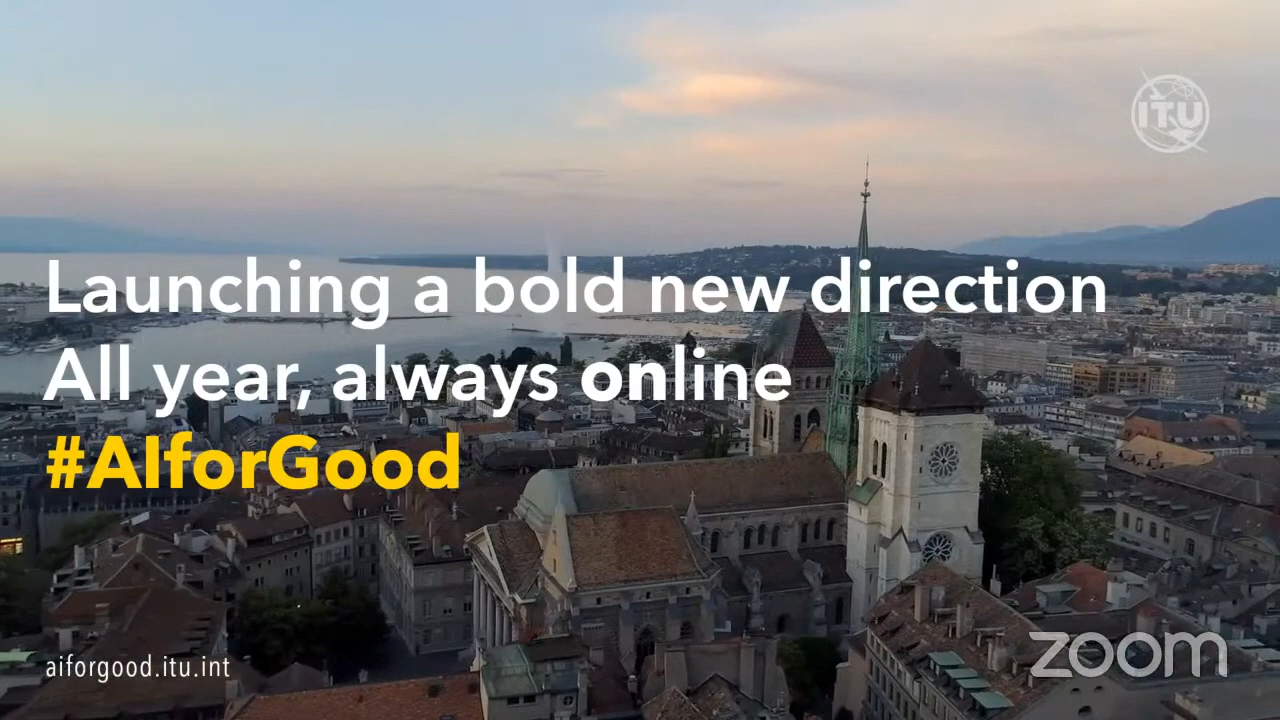 ITU
Launching a bold new direction
All year, always online
#AIforGood
aiforgood.itu.int
zoom